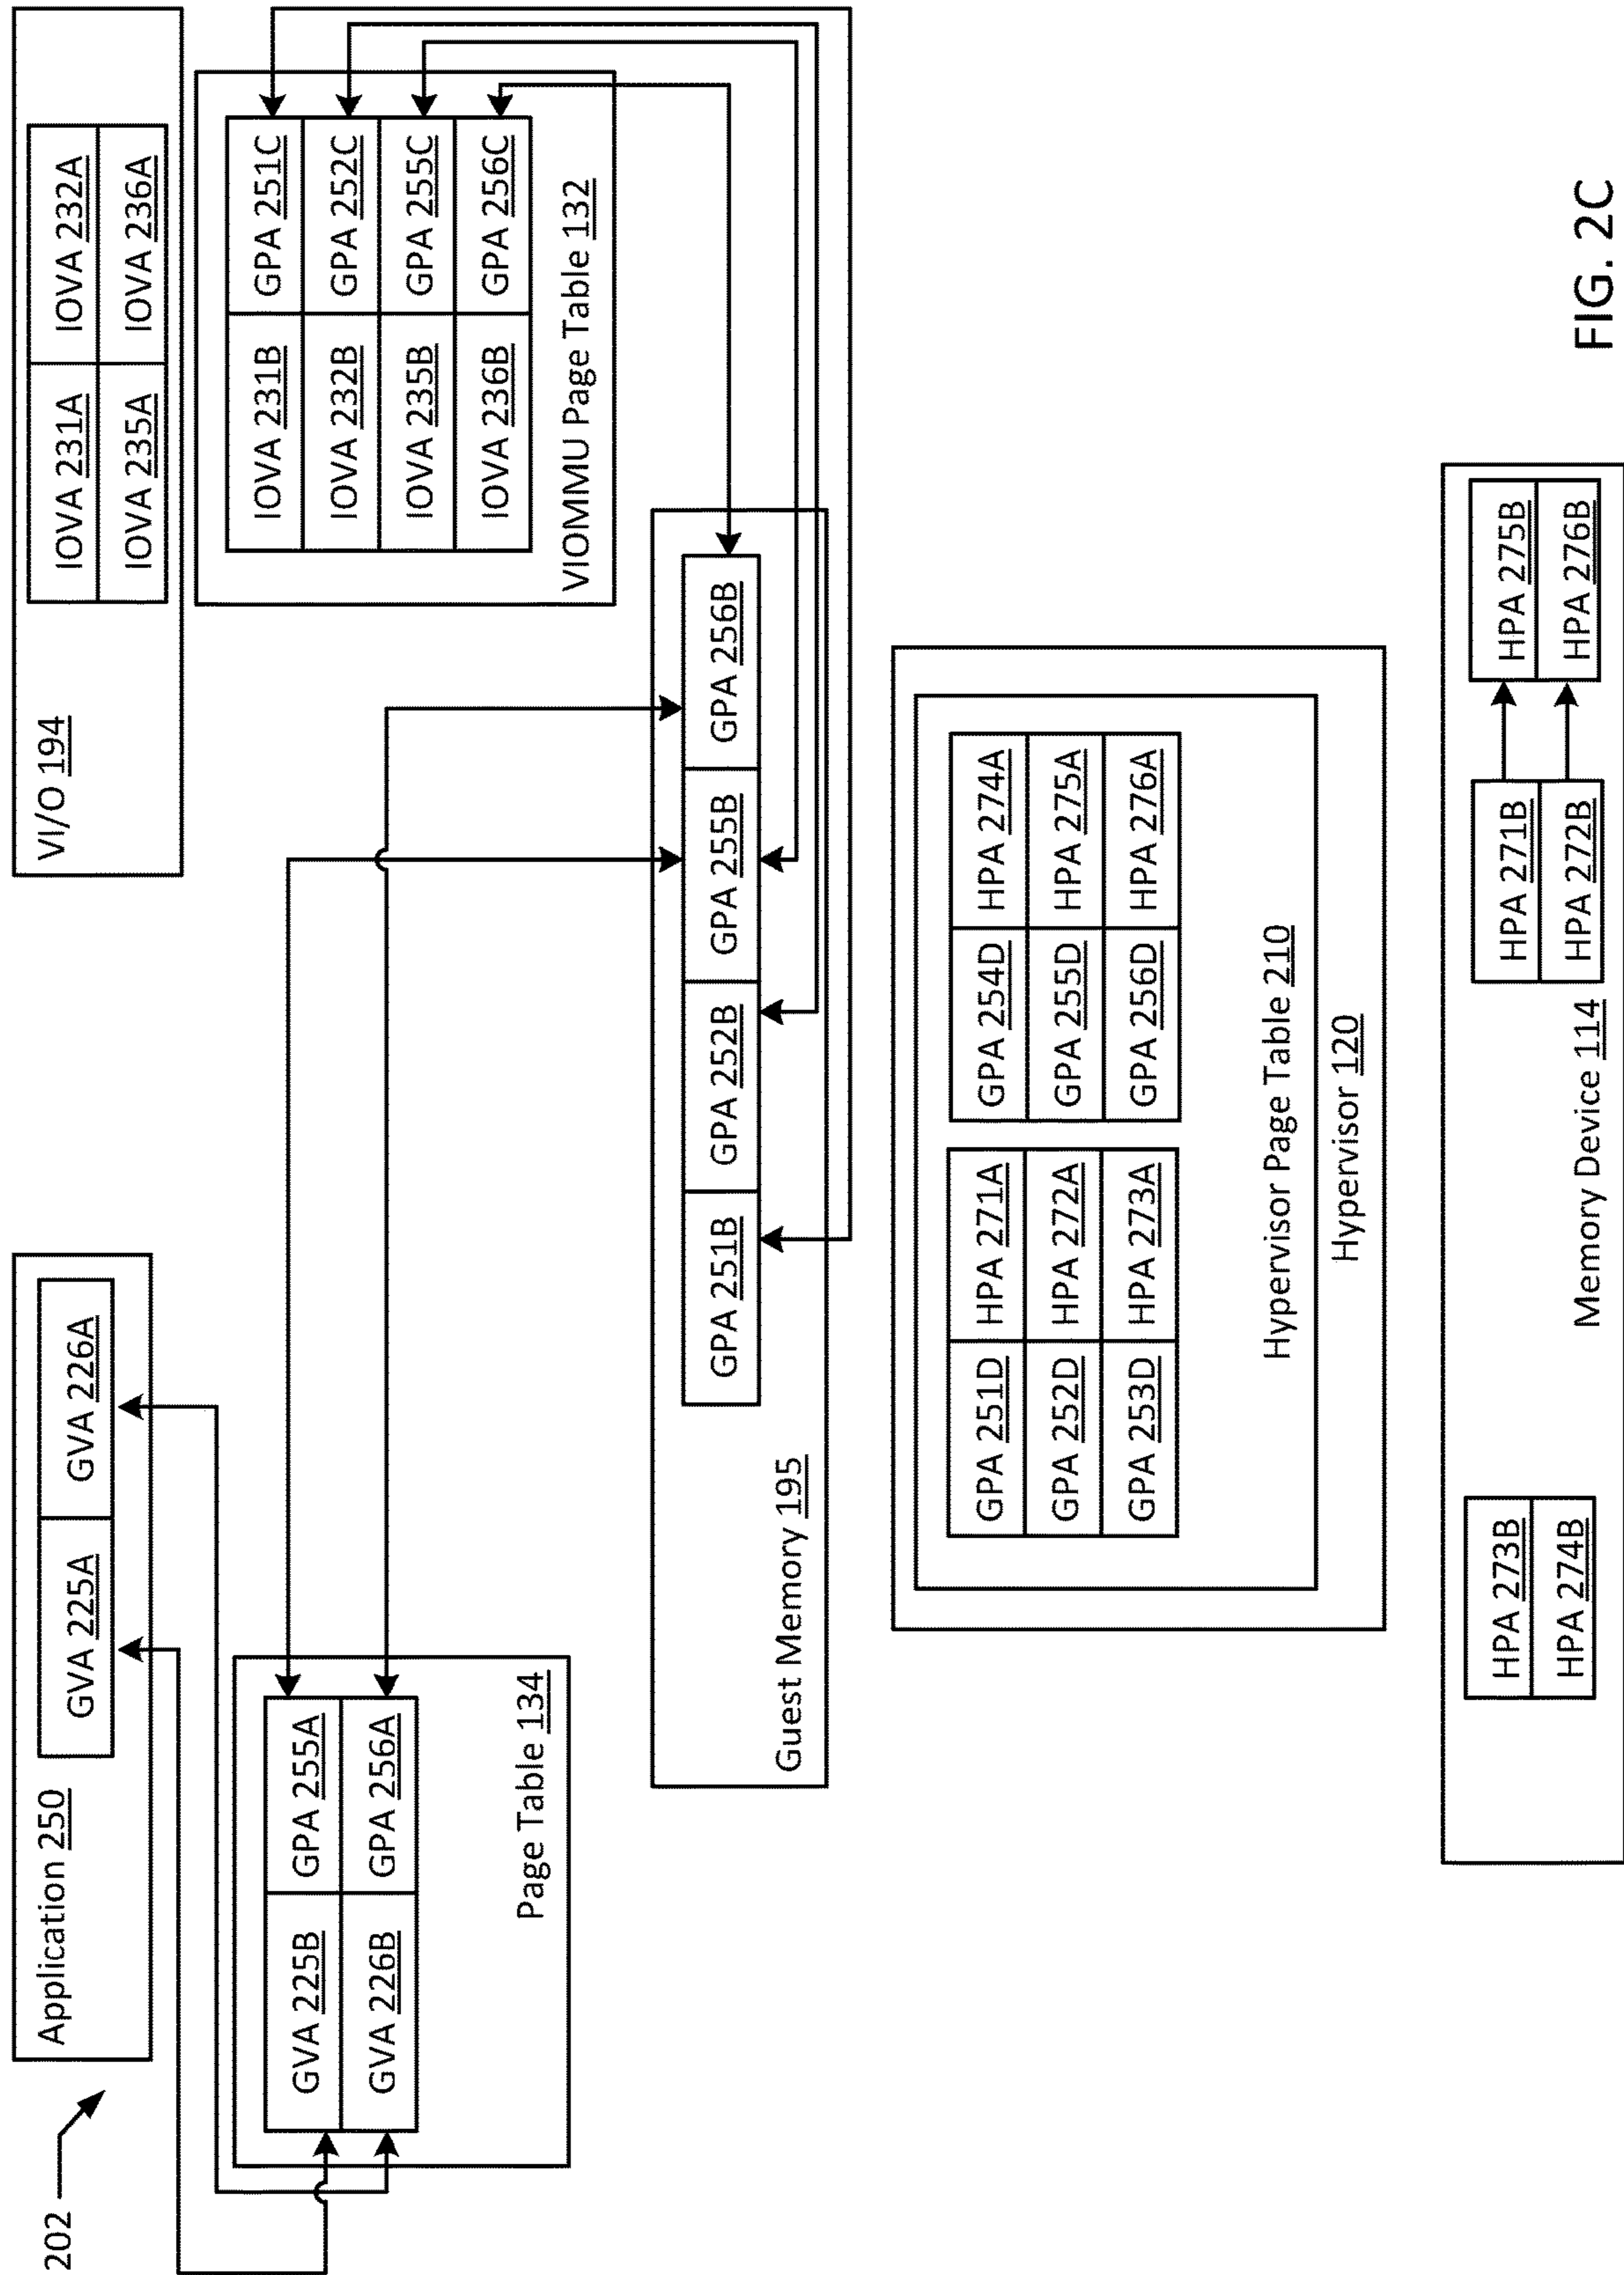 202
Application 250
GVA 225A GVA 226A
VI/O 194
IOVA 231A IOVA 232A
IOVA 235A IOVA 236A
GVA 225B GPA 255A
GVA 226B GPA 256A
Page Table 134
IOVA 231B GPA 251C
IOVA 232B GPA 252C
IOVA 235B GPA 255C
IOVA 236B GPA 256C
VIOMMU Page Table 132
GPA 251B GPA 252B GPA 255B GPA 256B
Guest Memory 195
GPA 251D HPA 271A GPA 254D HPA 274A
GPA 252D HPA 272A GPA 255D HPA 275A
GPA 253D HPA 273A GPA 256D HPA 276A
Hypervisor Page Table 210
Hypervisor 120
HPA 273B HPA 271B HPA 275B
HPA 274B HPA 272B HPA 276B
Memory Device 114
FIG. 2C